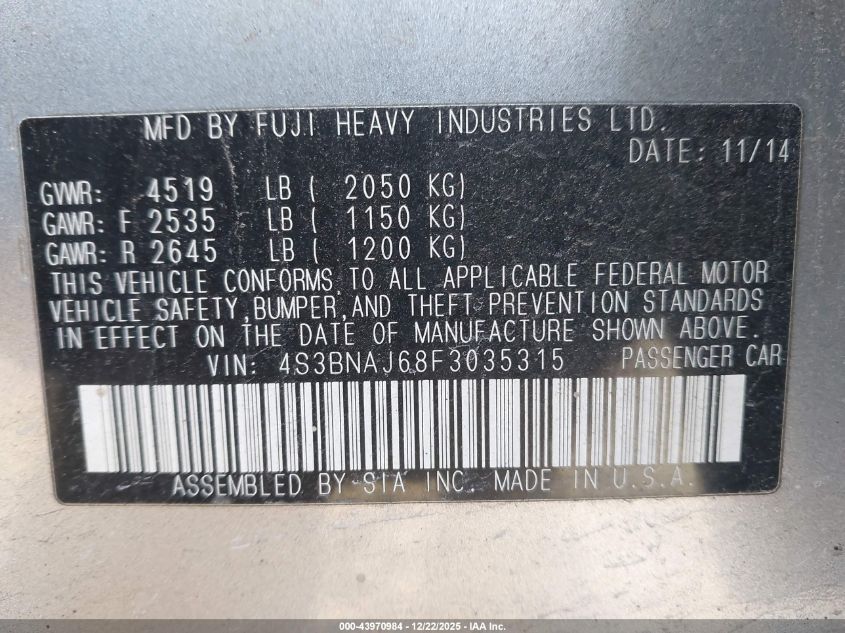 MFD BY FUJI HEAVY INDUSTRIES LTD.
DATE: 11/14
GVWR: 4519 LB ( 2050 KG)
GAWR: F 2535 LB ( 1150 KG)
GAWR: R 2645 LB ( 1200 KG)
THIS VEHICLE CONFORMS TO ALL APPLICABLE FEDERAL MOTOR
VEHICLE SAFETY, BUMPER, AND THEFT PREVENTION STANDARDS
IN EFFECT ON THE DATE OF MANUFACTURE SHOWN ABOVE.
VIN: 4S3BNAJ68F3035315 PASSENGER CAR
ASSEMBLED BY SIA INC. MADE IN U.S.A.
000-43970984 | 12/22/2025 - IAA Inc.